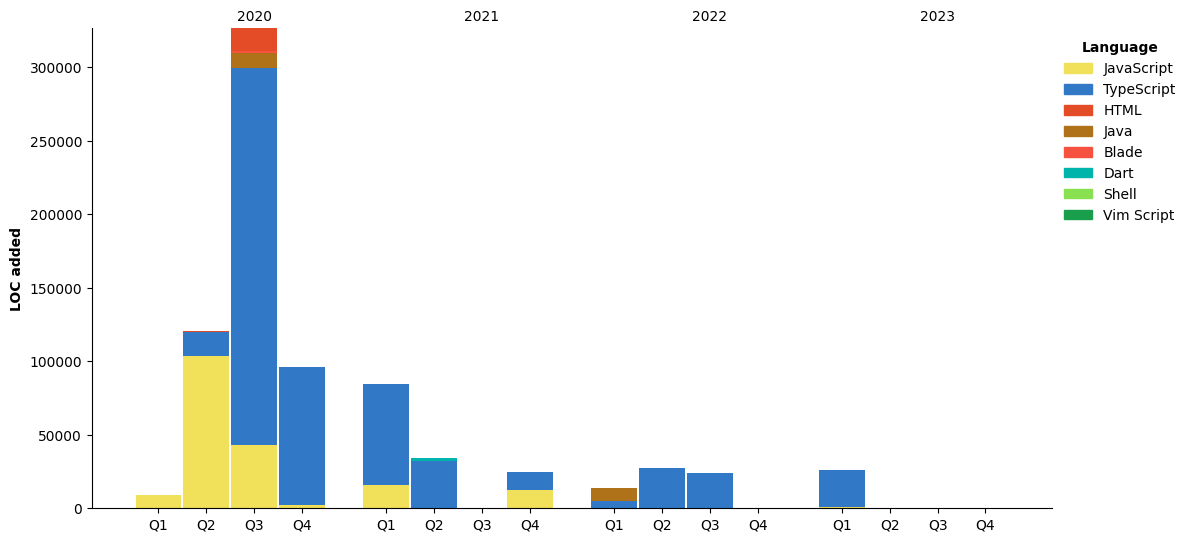 2020 2021 2022 2023
Language
JavaScript
TypeScript
HTML
Java
Blade
Dart
Shell
Vim Script
LOC added
300000
250000
200000
150000
100000
50000
0
Q1 Q2 Q3 Q4 Q1 Q2 Q3 Q4 Q1 Q2 Q3 Q4 Q1 Q2 Q3 Q4